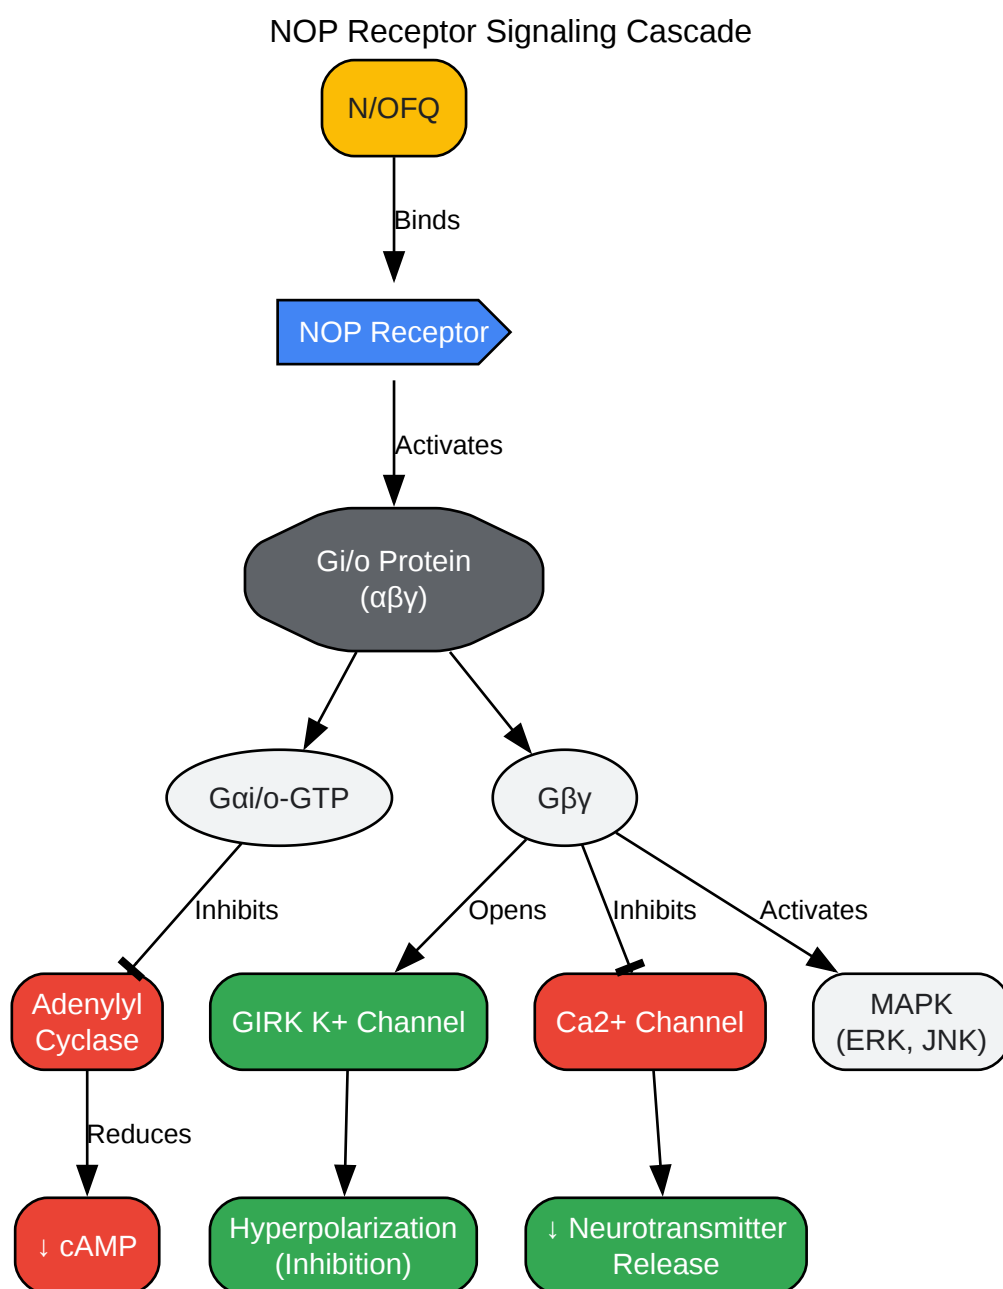 NOP Receptor Signaling Cascade
N/OFQ
Binds
NOP Receptor
Activates
Gi/o Protein
(αβγ)
Gαi/o-GTP
Gβγ
Inhibits
Opens
Inhibits
Activates
Adenylyl
Cyclase
GIRK K+ Channel
Ca2+ Channel
MAPK
(ERK, JNK)
Reduces
↓ cAMP
Hyperpolarization
(Inhibition)
↓ Neurotransmitter
Release